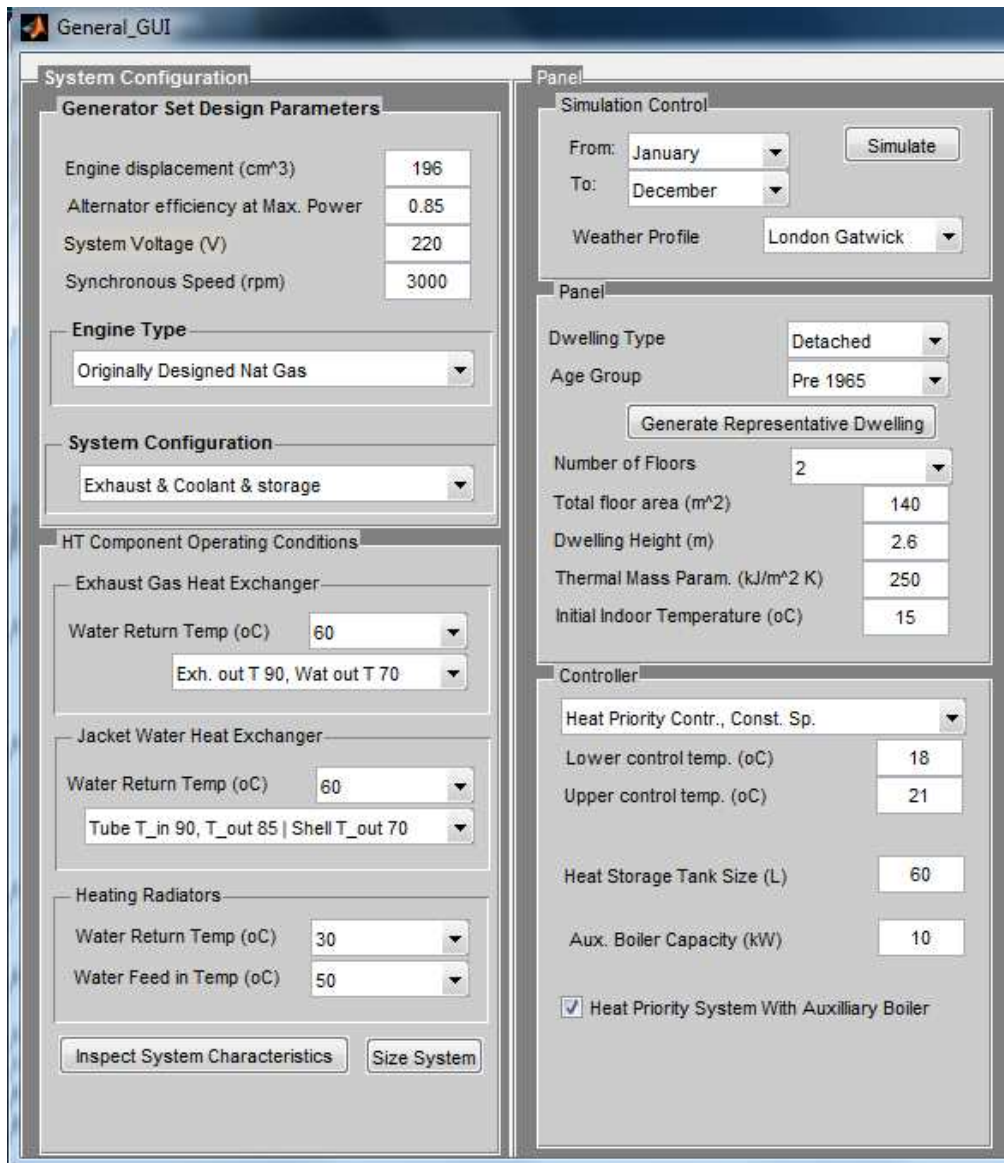 General_GUI
System Configuration
Generator Set Design Parameters
Engine displacement (cm^3) 196
Alternator efficiency at Max. Power 0.85
System Voltage (V) 220
Synchronous Speed (rpm) 3000
Engine Type
Originally Designed Nat Gas
System Configuration
Exhaust & Coolant & storage
HT Component Operating Conditions
Exhaust Gas Heat Exchanger
Water Return Temp (oC) 60
Exh. out T 90, Wat out T 70
Jacket Water Heat Exchanger
Water Return Temp (oC) 60
Tube T_in 90, T_out 85 | Shell T_out 70
Heating Radiators
Water Return Temp (oC) 30
Water Feed in Temp (oC) 50
Inspect System Characteristics Size System
Panel
Simulation Control
From: January Simulate
To: December
Weather Profile London Gatwick
Panel
Dwelling Type Detached
Age Group Pre 1965
Generate Representative Dwelling
Number of Floors 2
Total floor area (m^2) 140
Dwelling Height (m) 2.6
Thermal Mass Param. (kJ/m^2 K) 250
Initial Indoor Temperature (oC) 15
Controller
Heat Priority Contr., Const. Sp.
Lower control temp. (oC) 18
Upper control temp. (oC) 21
Heat Storage Tank Size (L) 60
Aux. Boiler Capacity (kW) 10
Heat Priority System With Auxilliary Boiler